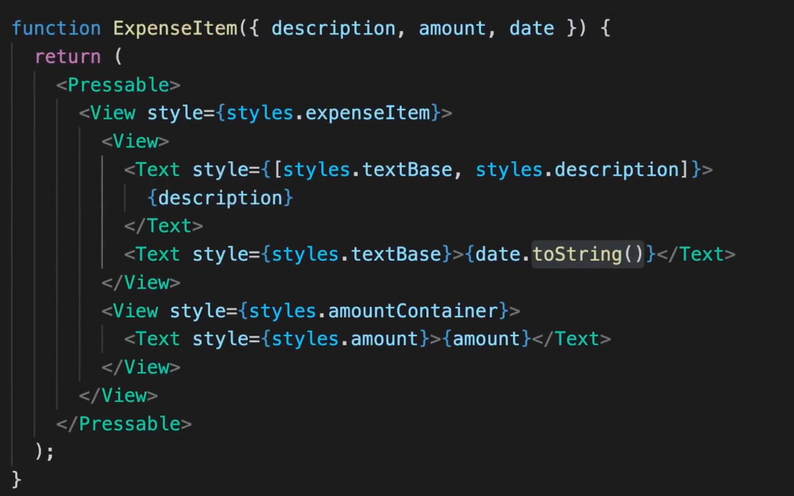 function ExpenseItem({ description, amount, date }) {
  return (
    <Pressable>
      <View style={styles.expenseItem}>
        <View>
          <Text style={[styles.textBase, styles.description]}>
            {description}
          </Text>
          <Text style={styles.textBase}>{date.toString()}</Text>
        </View>
        <View style={styles.amountContainer}>
          <Text style={styles.amount}>{amount}</Text>
        </View>
      </View>
    </Pressable>
  );
}